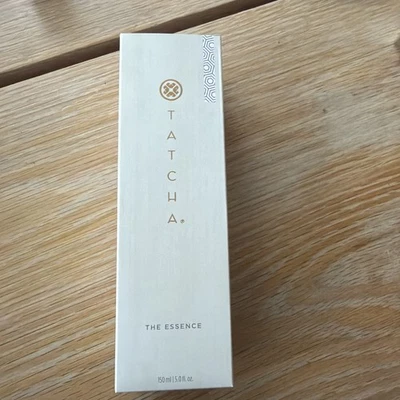 TATCHA®
THE ESSENCE
150 ml | 5.0 fl. oz.